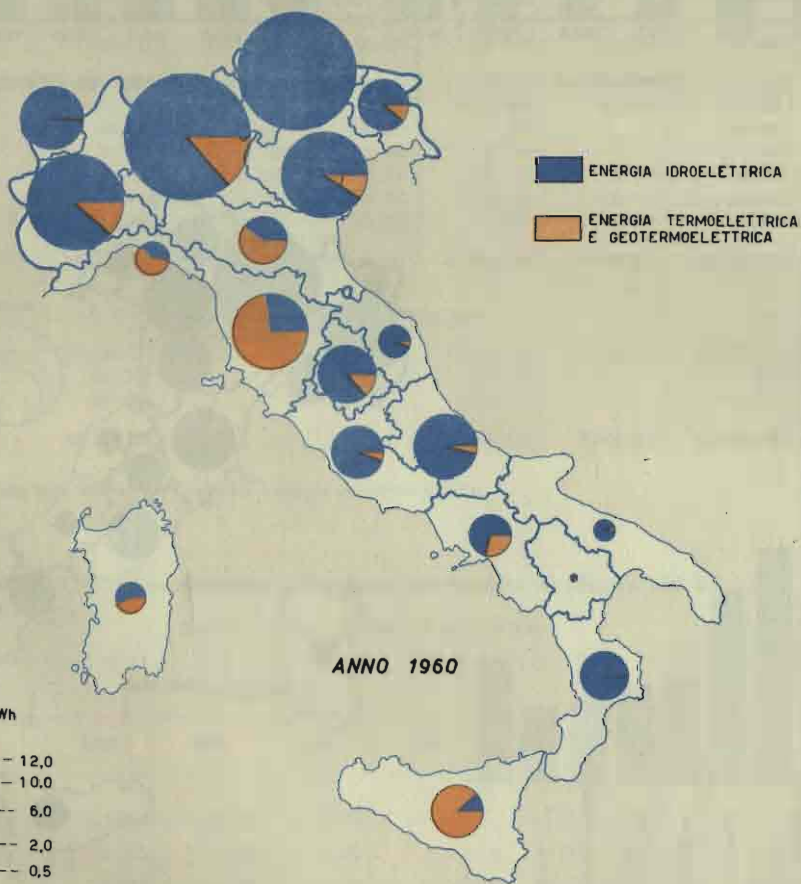 ENERGIA IDROELETTRICA
ENERGIA TERMOELETTRICA
E GEOTERMOELETTRICA
ANNO 1960
Wh
12,0
10,0
6,0
2,0
0,5